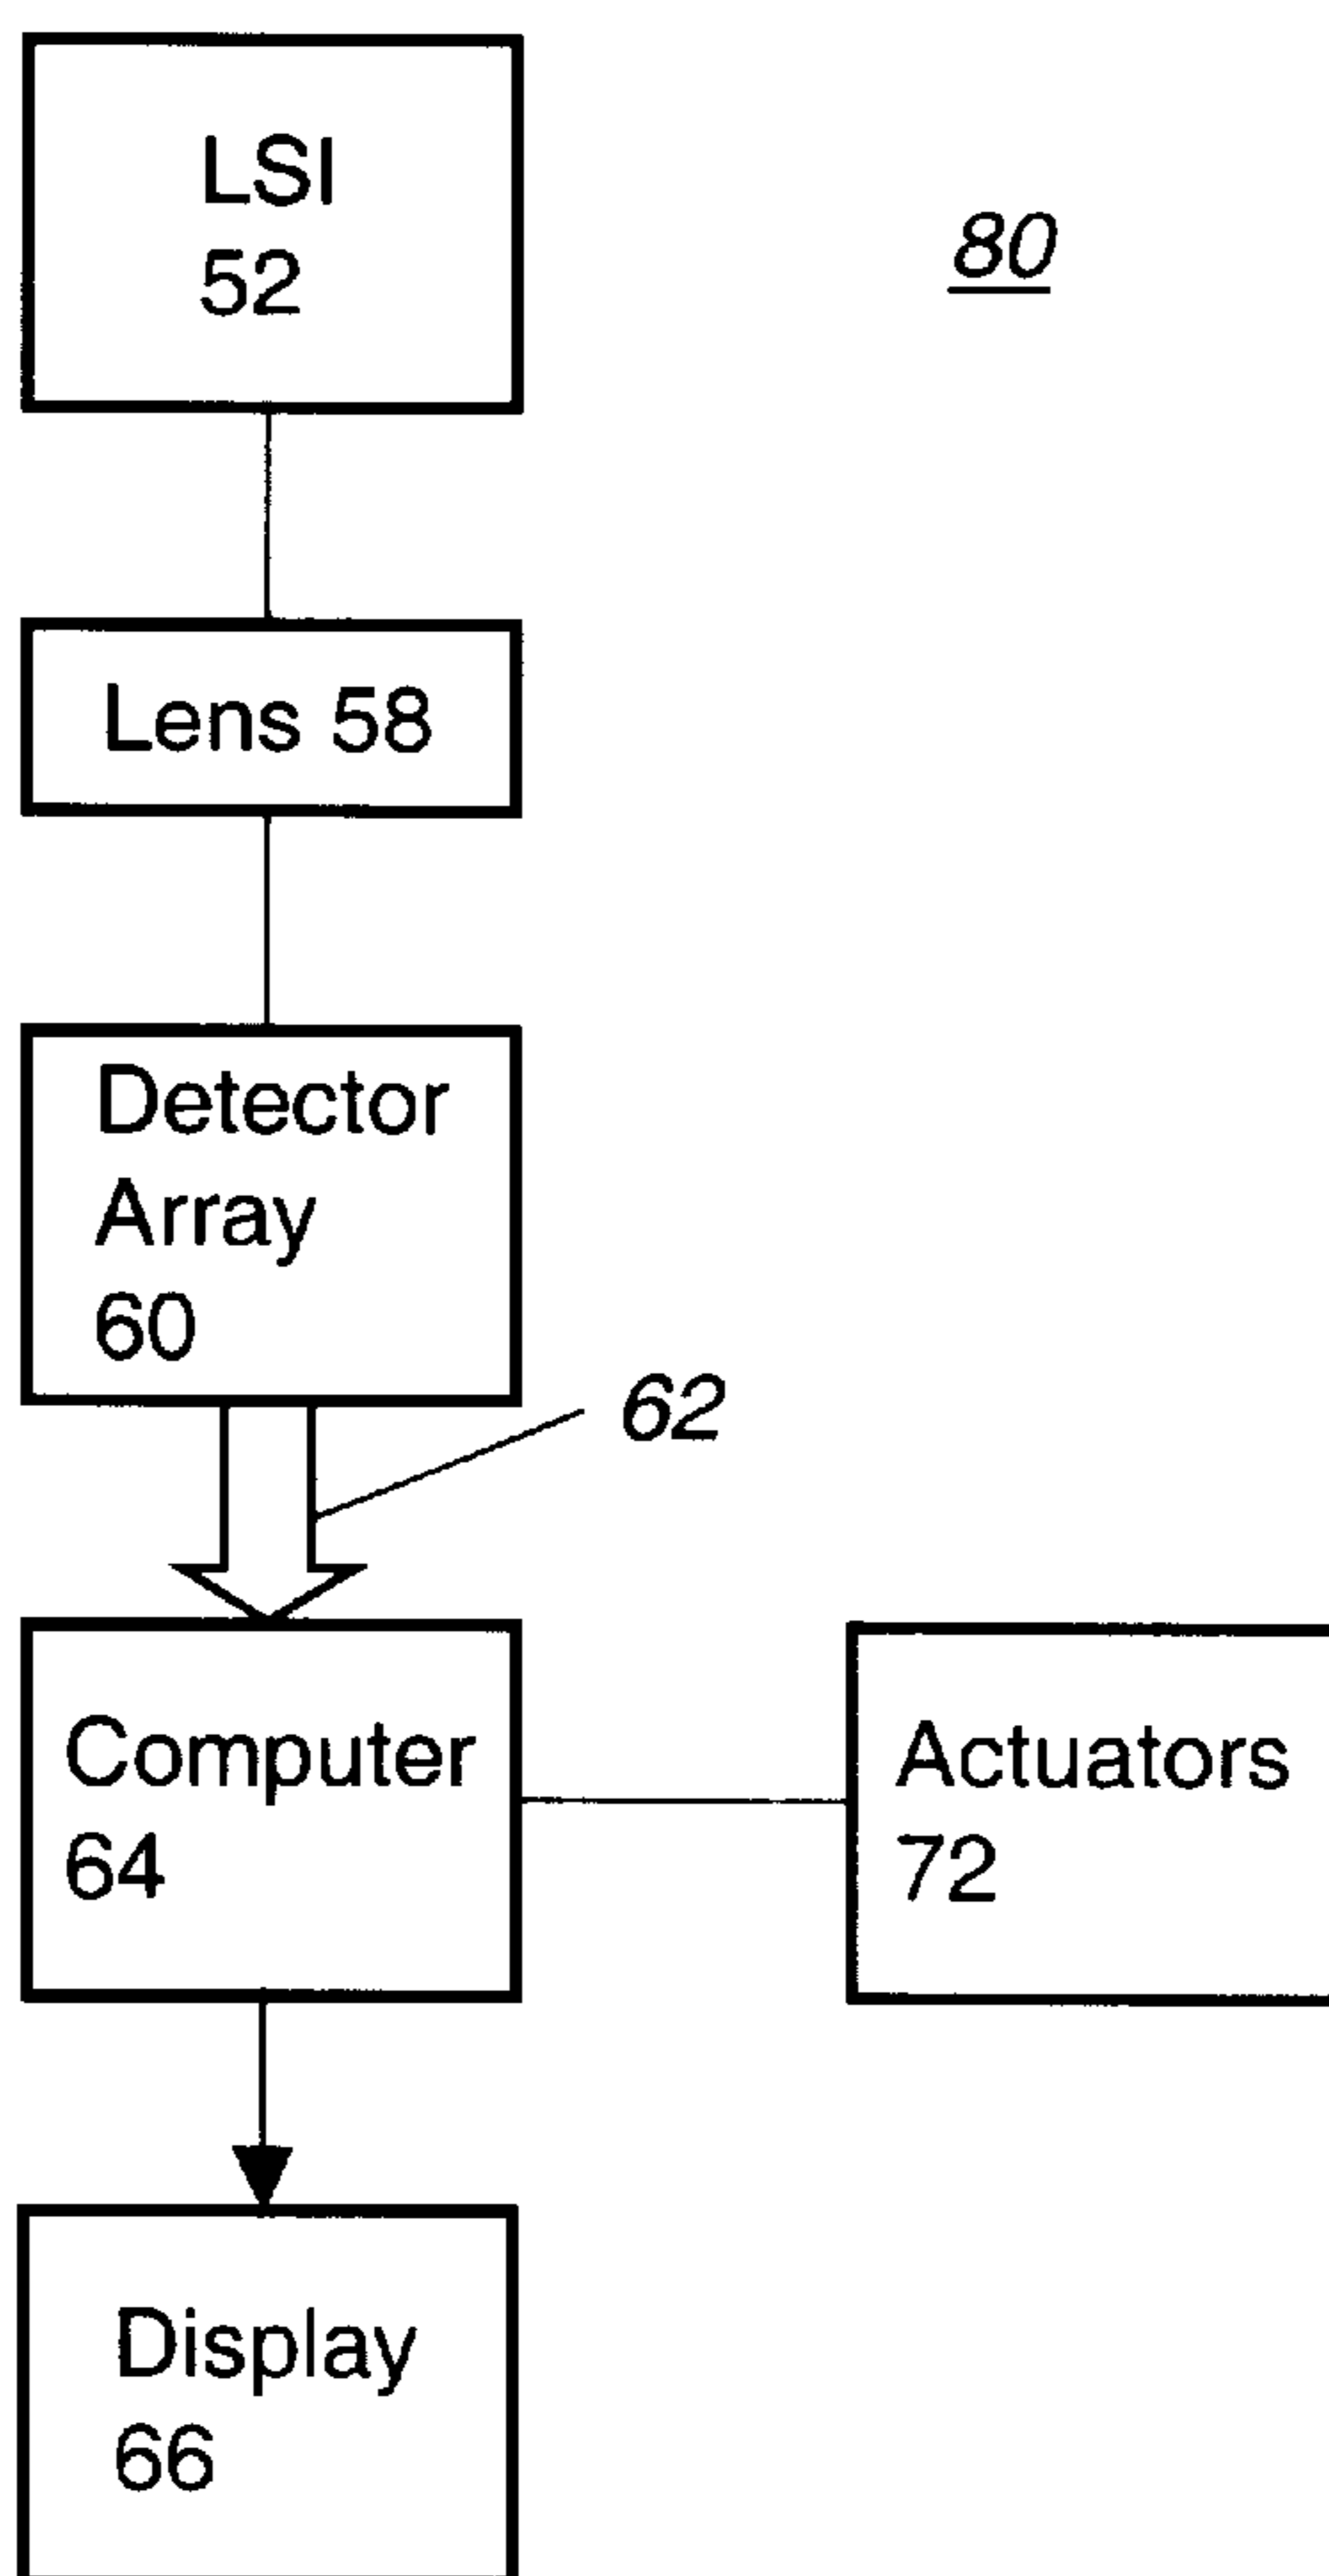 LSI
52
80
Lens 58
Detector
Array
60
62
Computer
64
Actuators
72
Display
66